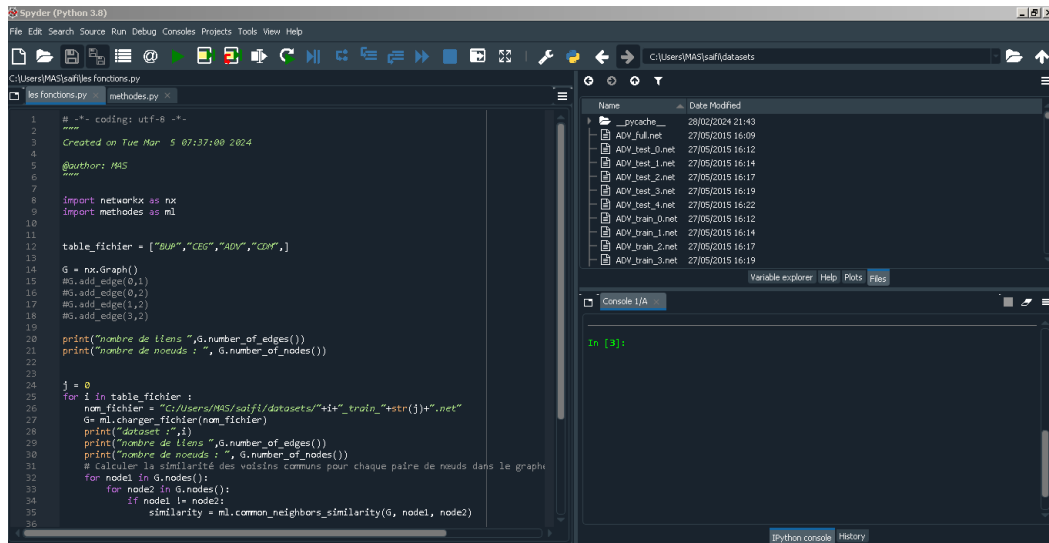 Spyder (Python 3.8)
File Edit Search Source Run Debug Consoles Projects Tools View Help
C:\Users\MAS\saifi\datasets
C:\Users\MAS\saifi\les fonctions.py
les fonctions.py
methodes.py
1 # -*- coding: utf-8 -*-
2 """
3 Created on Tue Mar  5 07:37:00 2024
4
5 @author: MAS
6 """
7
8 import networkx as nx
9 import methodes as ml
10
11
12 table_fichier = ["BUP","CEG","ADV","CDM",]
13
14 G = nx.Graph()
15 #G.add_edge(0,1)
16 #G.add_edge(0,2)
17 #G.add_edge(1,2)
18 #G.add_edge(3,2)
19
20 print("nombre de liens ",G.number_of_edges())
21 print("nombre de noeuds : ", G.number_of_nodes())
22
23
24 j = 0
25 for i in table_fichier :
26     nom_fichier = "C:/Users/MAS/saifi/datasets/"+i+"_train_"+str(j)+".net"
27     G= ml.charger_fichier(nom_fichier)
28     print("dataset :",i)
29     print("nombre de liens ",G.number_of_edges())
30     print("nombre de noeuds : ", G.number_of_nodes())
31     # Calculer la similarité des voisins communs pour chaque paire de nœuds dans le graphe
32     for node1 in G.nodes():
33         for node2 in G.nodes():
34             if node1 != node2:
35                 similarity = ml.common_neighbors_similarity(G, node1, node2)
36
Name Date Modified
__pycache__ 28/02/2024 21:43
ADV_full.net 27/05/2015 16:09
ADV_test_0.net 27/05/2015 16:12
ADV_test_1.net 27/05/2015 16:14
ADV_test_2.net 27/05/2015 16:17
ADV_test_3.net 27/05/2015 16:19
ADV_test_4.net 27/05/2015 16:22
ADV_train_0.net 27/05/2015 16:12
ADV_train_1.net 27/05/2015 16:14
ADV_train_2.net 27/05/2015 16:17
ADV_train_3.net 27/05/2015 16:19
Variable explorer Help Plots Files
Console 1/A
In [3]:
IPython console History